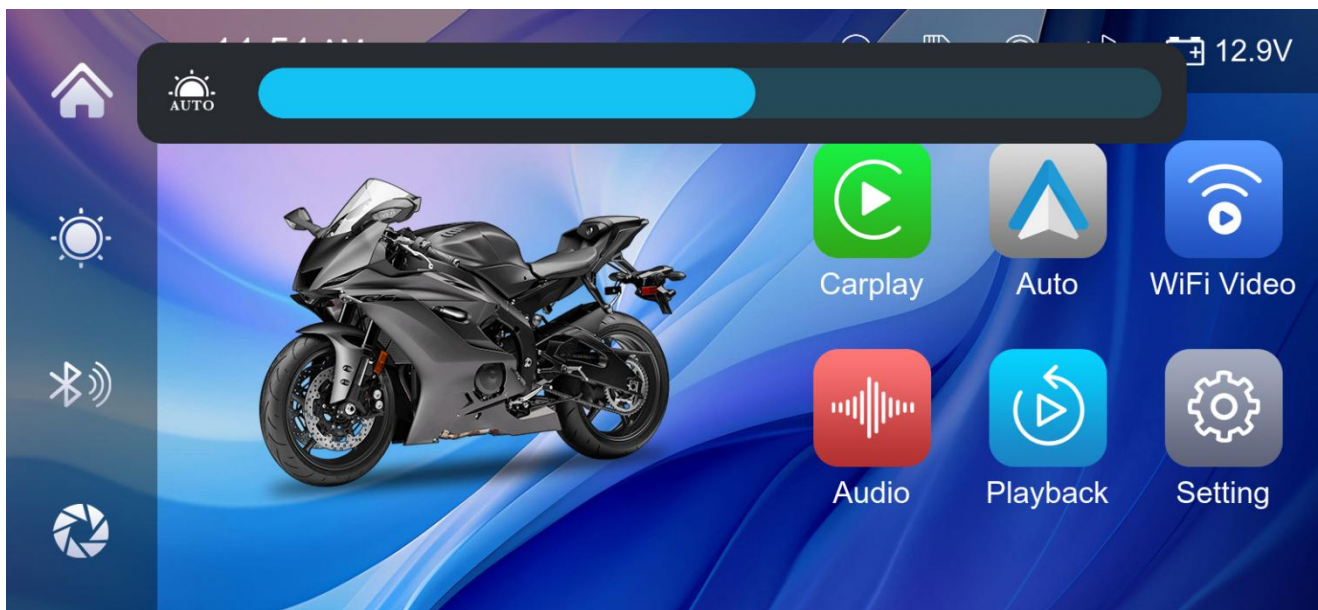 12.9V
AUTO
Carplay
Auto
WiFi Video
Audio
Playback
Setting